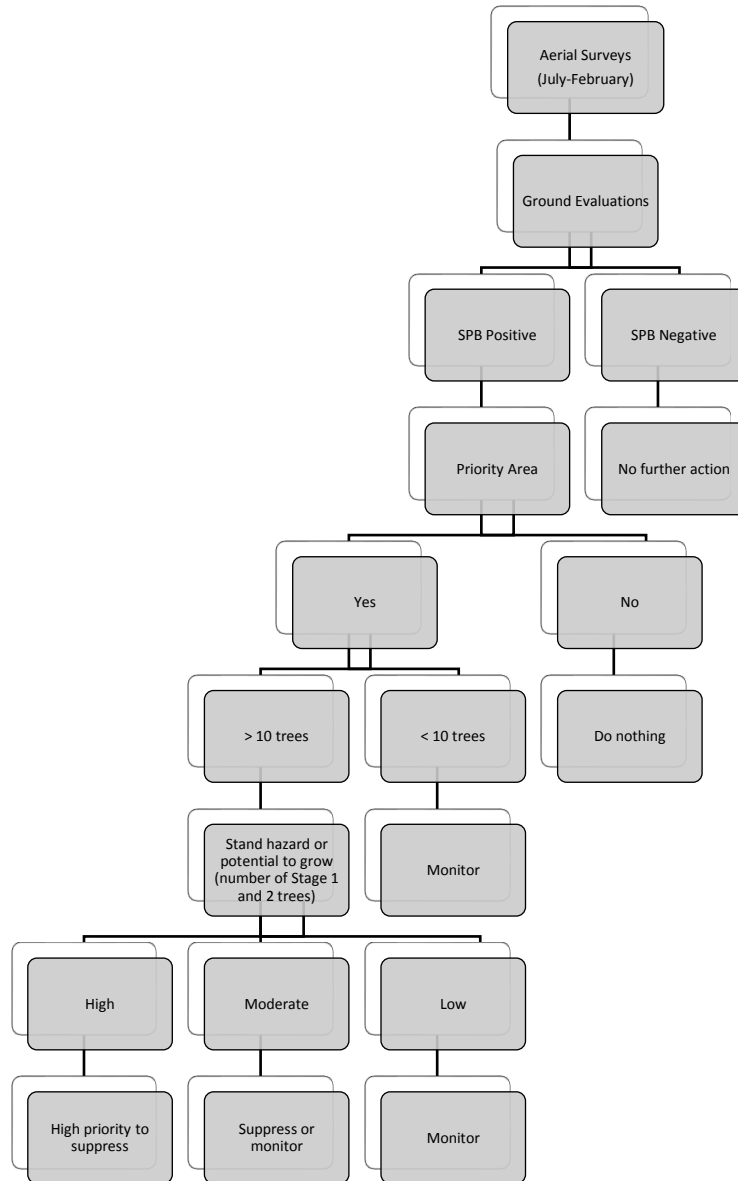 Aerial Surveys
(July-February)
Ground Evaluations
SPB Positive
SPB Negative
Priority Area
No further action
Yes
No
> 10 trees
< 10 trees
Do nothing
Stand hazard or
potential to grow
(number of Stage 1
and 2 trees)
Monitor
High
Moderate
Low
High priority to
suppress
Suppress or
monitor
Monitor